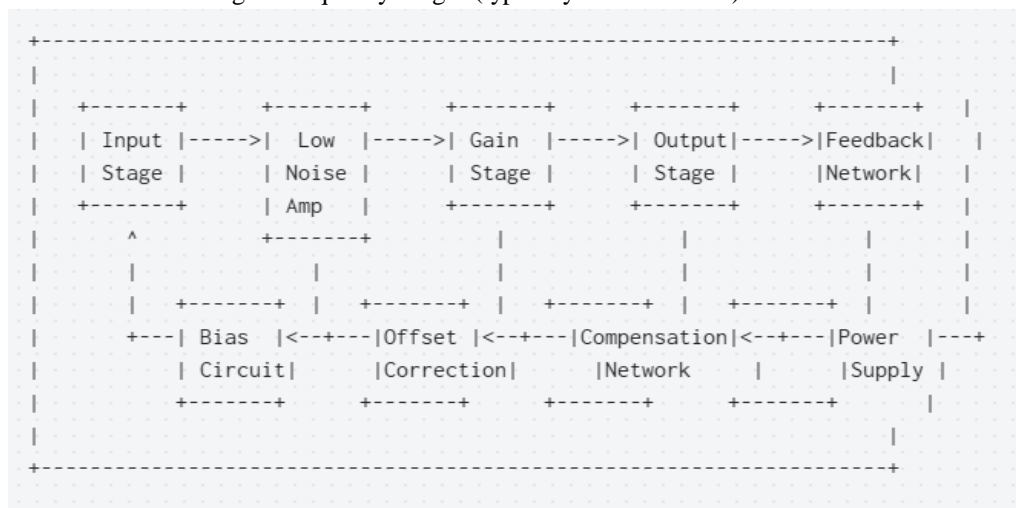 +---------------------------------------------------------------------+
|                                                                     |
|   +-------+      +-------+      +-------+      +-------+      +-------+   |
|   | Input |----->|  Low  |----->| Gain  |----->| Output|----->|Feedback|   |
|   | Stage |      | Noise |      | Stage |      | Stage |      |Network|   |
|   +-------+      | Amp   |      +-------+      +-------+      +-------+   |
|       ^          +-------+          |              |              |       |
|       |              |              |              |              |       |
|       |   +-------+  |   +-------+  |   +-------+  |   +-------+  |       |
|       +---| Bias  |<--+---|Offset |<--+---|Compensation|<--+---|Power  |---+
|           | Circuit|      |Correction|      |Network     |      |Supply |
|           +-------+      +-------+      +-------+      +-------+       |
|                                                                     |
+---------------------------------------------------------------------+